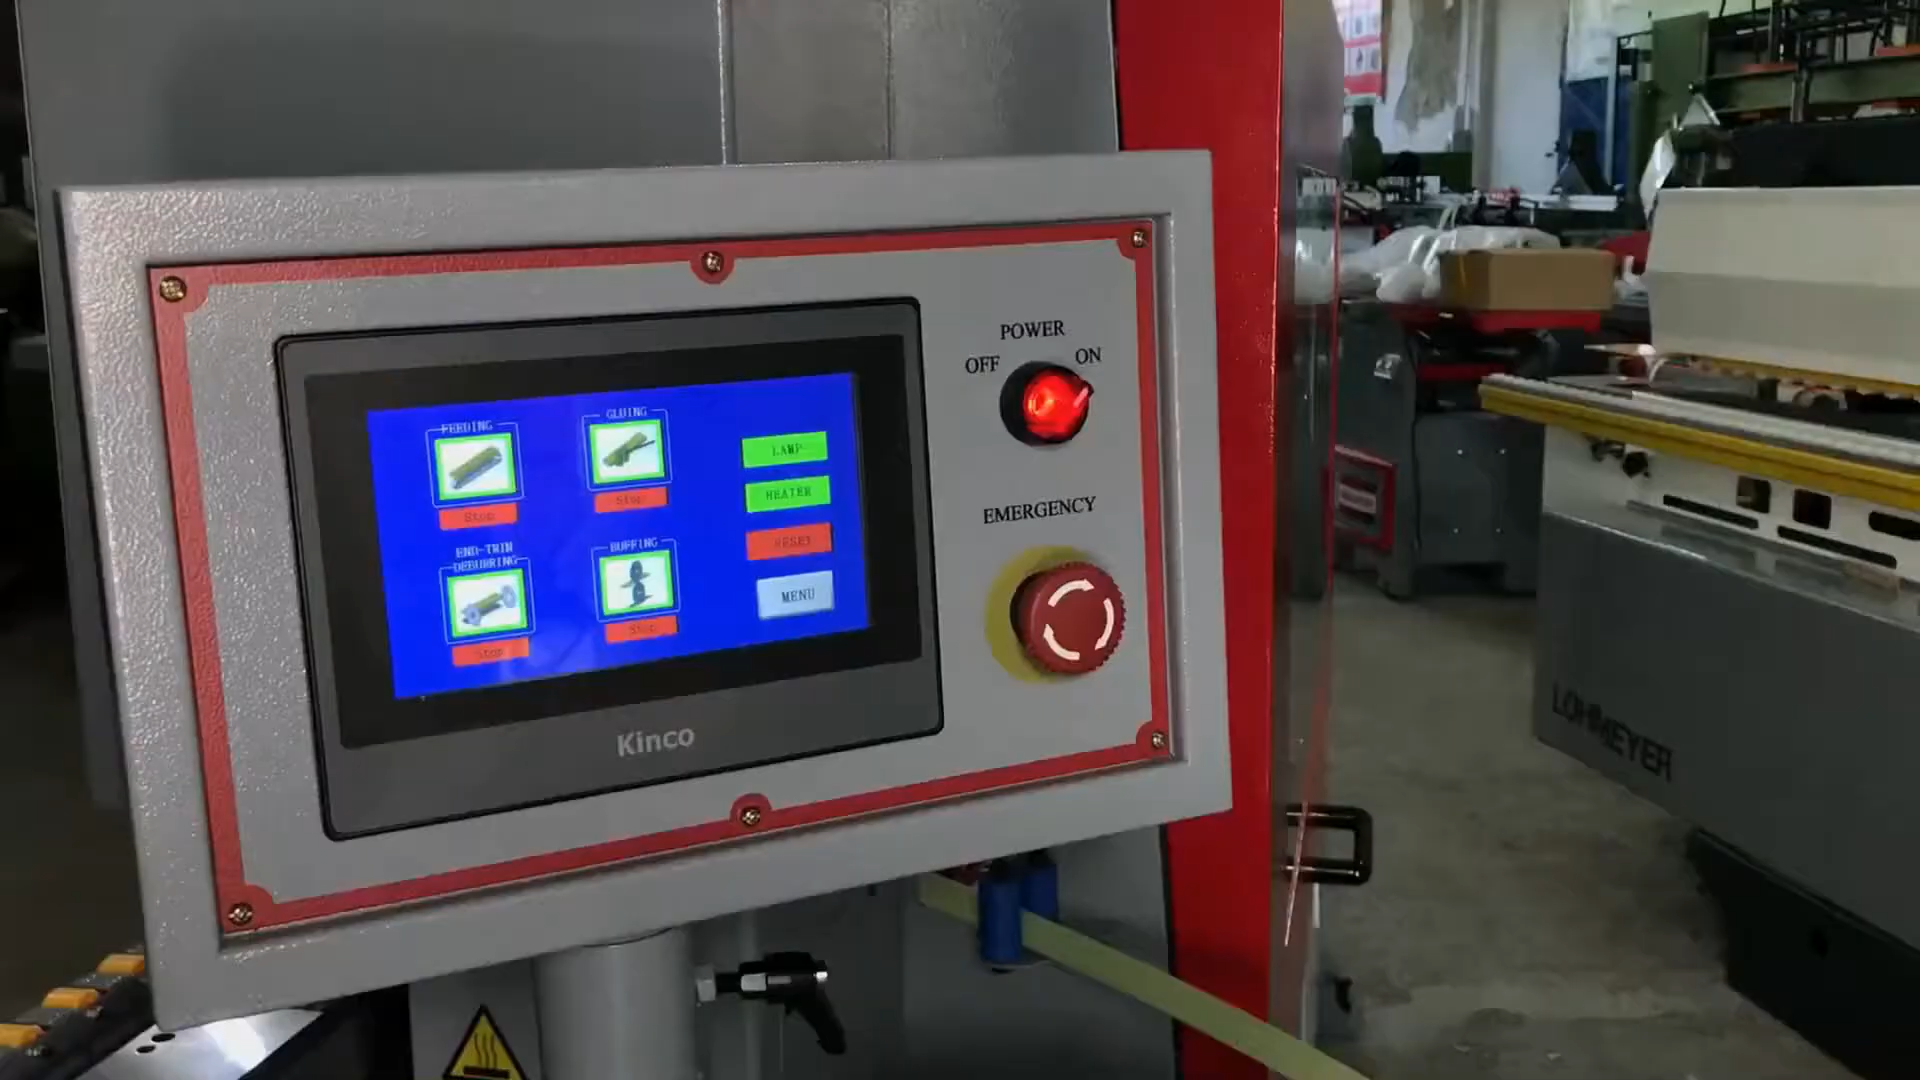 FEEDING
Stop
GLUING
Stop
END-TRIM
DEBURRING
Stop
BUFFING
Stop
LAMP
HEATER
RESET
MENU
Kinco
POWER
OFF
ON
EMERGENCY
LOHMEYER